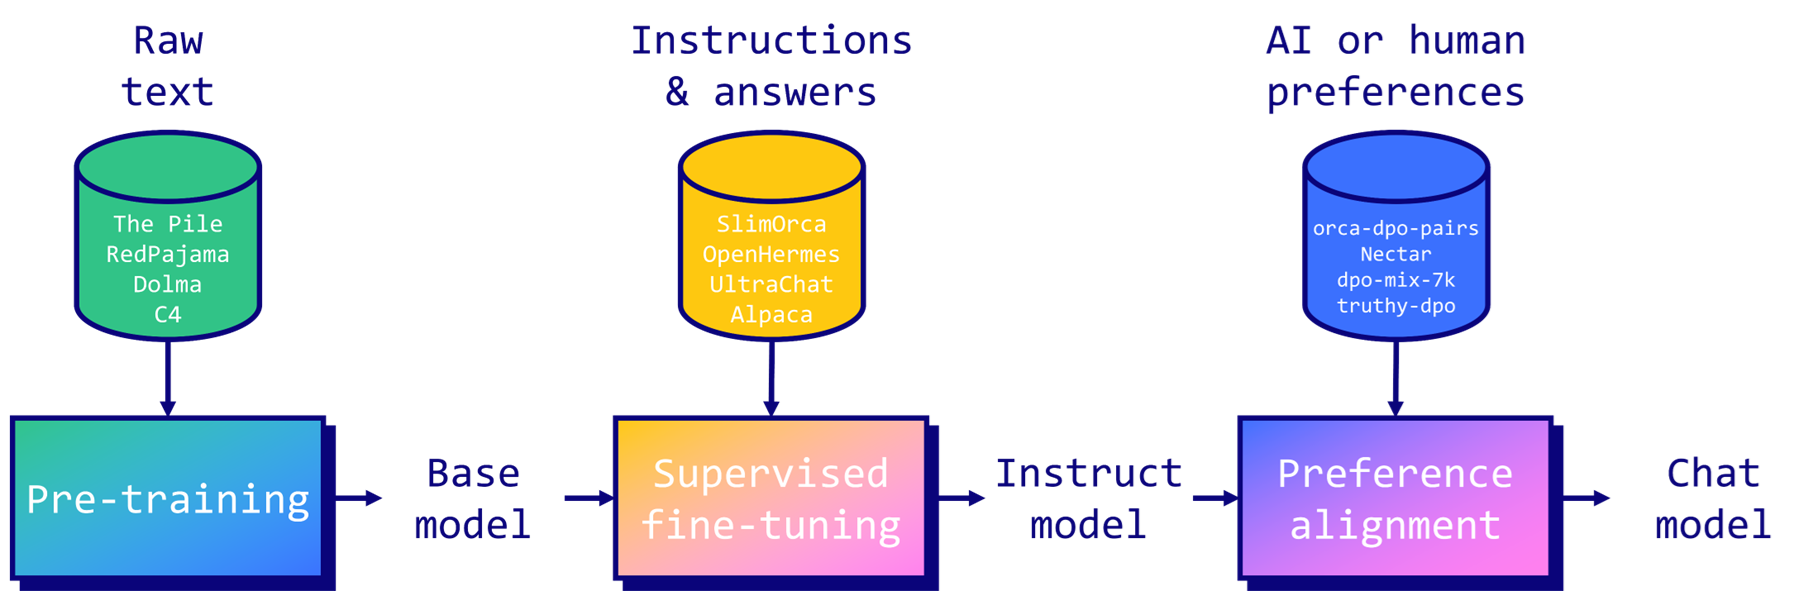 Raw
text
Instructions
& answers
AI or human
preferences
The Pile
RedPajama
Dolma
C4
SlimOrca
OpenHermes
UltraChat
Alpaca
orca-dpo-pairs
Nectar
dpo-mix-7k
truthy-dpo
Pre-training
Base
model
Supervised
fine-tuning
Instruct
model
Preference
alignment
Chat
model